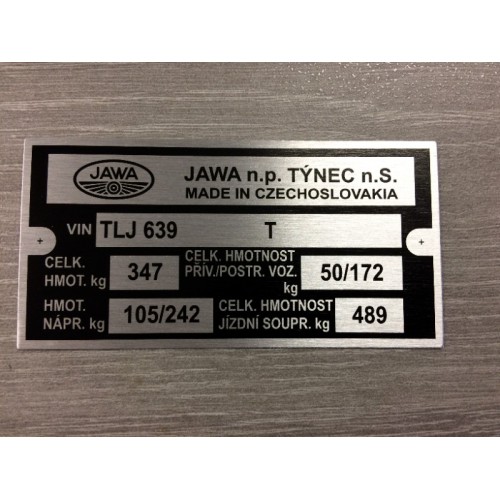 JAWA
JAWA n.p. TÝNEC n.S.
MADE IN CZECHOSLOVAKIA
VIN TLJ 639 T
CELK. HMOT. kg 347
CELK. HMOTNOST PŘÍV./POSTR. VOZ. kg 50/172
HMOT. NÁPR. kg 105/242
CELK. HMOTNOST JÍZDNÍ SOUPR. kg 489